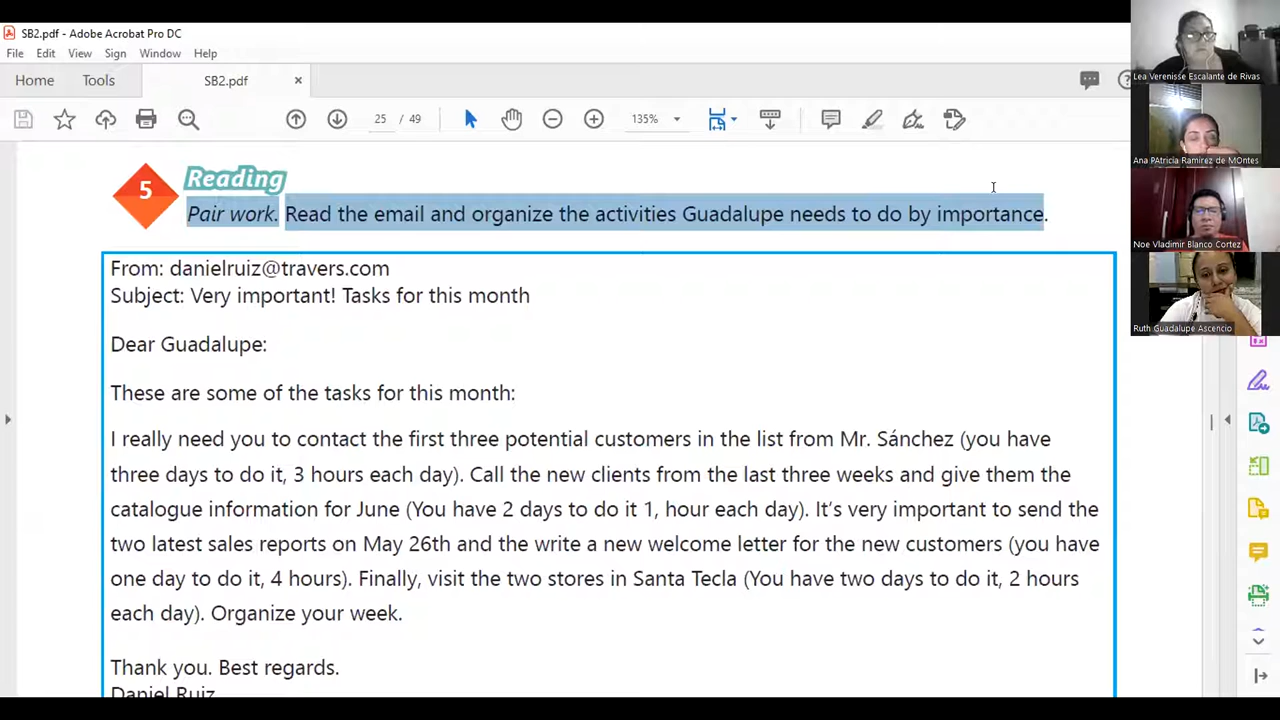 SB2.pdf - Adobe Acrobat Pro DC
File Edit View Sign Window Help
Home Tools SB2.pdf ×
25 / 49 135%
5 Reading
Pair work. Read the email and organize the activities Guadalupe needs to do by importance.
From: danielruiz@travers.com
Subject: Very important! Tasks for this month
Dear Guadalupe:
These are some of the tasks for this month:
I really need you to contact the first three potential customers in the list from Mr. Sánchez (you have
three days to do it, 3 hours each day). Call the new clients from the last three weeks and give them the
catalogue information for June (You have 2 days to do it 1, hour each day). It’s very important to send the
two latest sales reports on May 26th and the write a new welcome letter for the new customers (you have
one day to do it, 4 hours). Finally, visit the two stores in Santa Tecla (You have two days to do it, 2 hours
each day). Organize your week.
Thank you. Best regards.
Daniel Ruiz
Lea Verenisse Escalante de Rivas
Ana PAtricia Ramirez de MOntes
Noe Vladimir Blanco Cortez
Ruth Guadalupe Ascencio